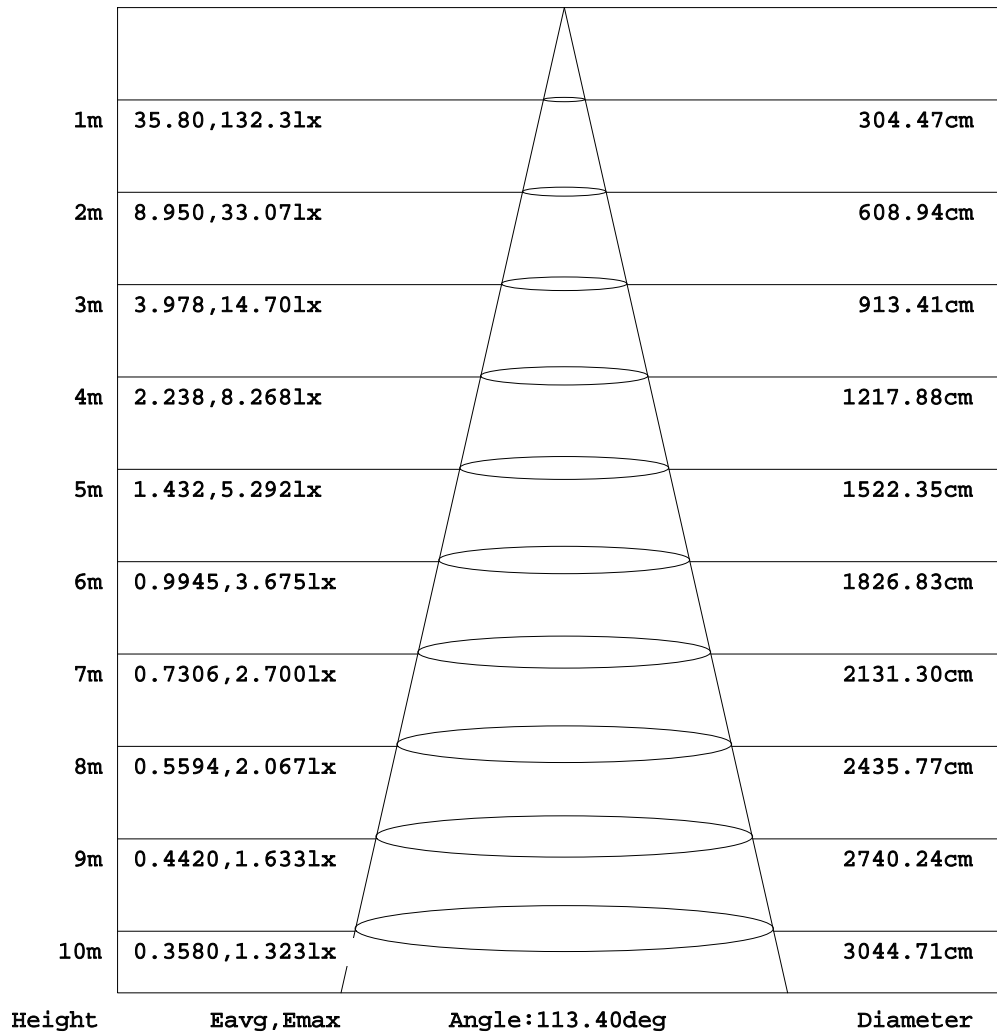 1m 35.80,132.3lx 304.47cm
2m 8.950,33.07lx 608.94cm
3m 3.978,14.70lx 913.41cm
4m 2.238,8.268lx 1217.88cm
5m 1.432,5.292lx 1522.35cm
6m 0.9945,3.675lx 1826.83cm
7m 0.7306,2.700lx 2131.30cm
8m 0.5594,2.067lx 2435.77cm
9m 0.4420,1.633lx 2740.24cm
10m 0.3580,1.323lx 3044.71cm
Height Eavg,Emax Angle:113.40deg Diameter